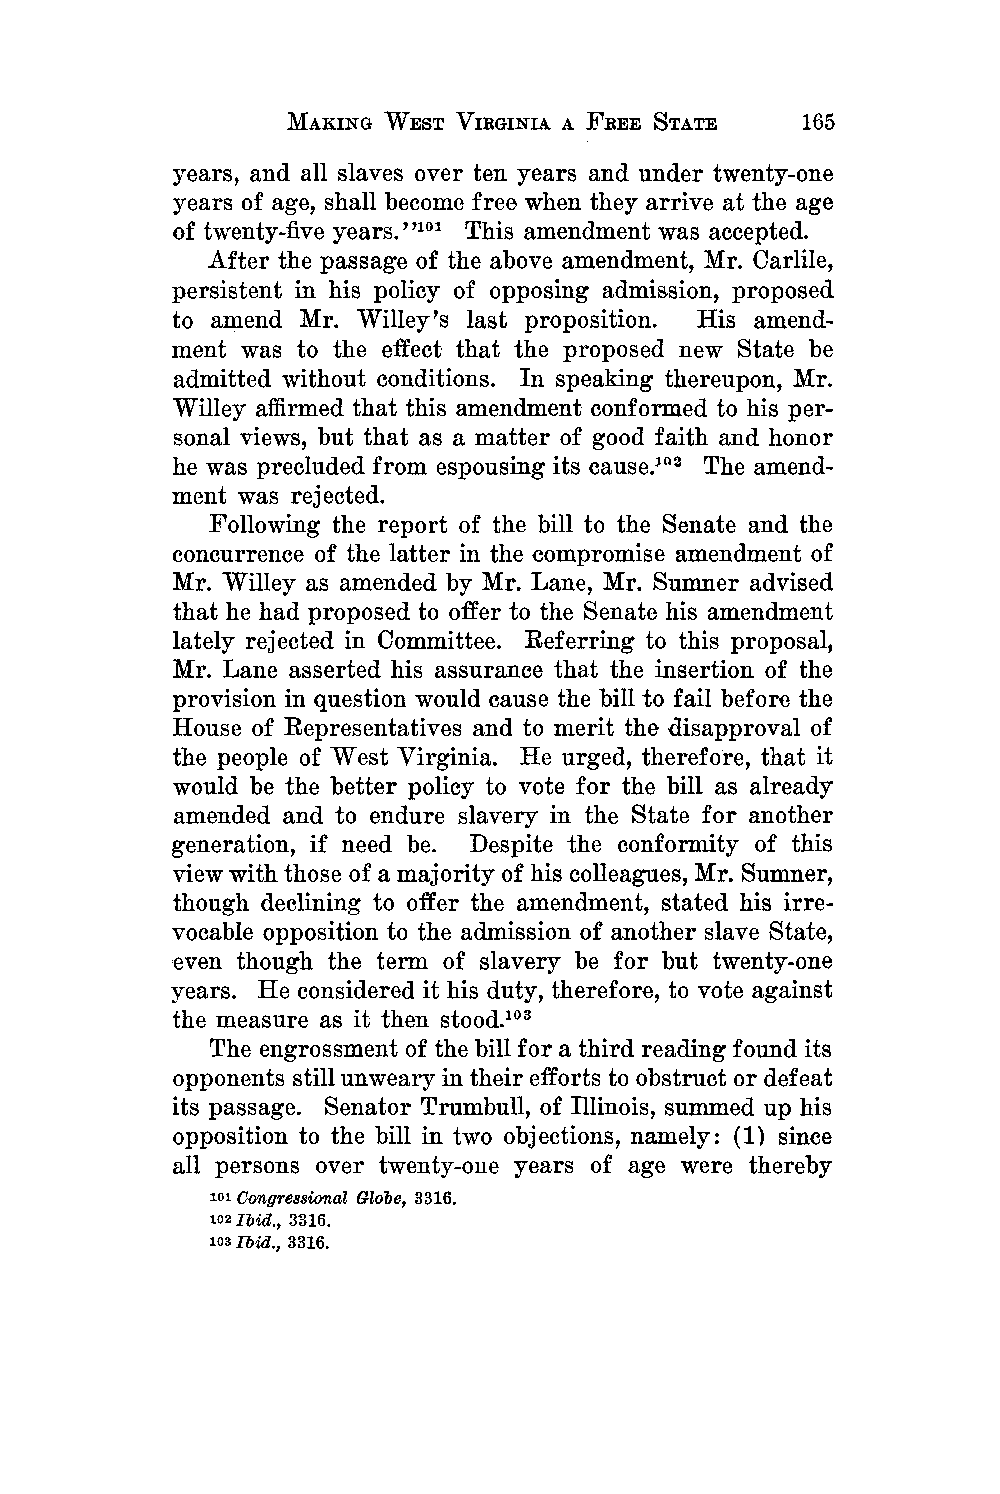 MAKING WEST VIRGINIA A FREE STATE 165
years, and all slaves over ten years and under twenty-one
years of age, shall become free when they arrive at the age
of twenty-five years.''101 This amendment was accepted.
After the passage of the above amendment, Mr. Carlile,
persistent in his policy of opposing admission, proposed
to amend Mr. Willey's last proposition. His amend-
ment was to the effect that the proposed new State be
admitted without conditions. In speaking thereupon, Mr.
Willey affirmed that this amendment conformed to his per-
sonal views, but that as a matter of good faith and honor
he was precluded from espousing its cause.102 The amend-
ment was rejected.
Following the report of the bill to the Senate and the
concurrence of the latter in the compromise amendment of
Mr. Willey as amended by Mr. Lane, Mr. Sumner advised
that he had proposed to offer to the Senate his amendment
lately rejected in Committee. Referring to this proposal,
Mr. Lane asserted his assurance that the insertion of the
provision in question would cause the bill to fail before the
House of Representatives and to merit the disapproval of
the people of West Virginia. He urged, therefore, that it
would be the better policy to vote for the bill as already
amended and to endure slavery in the State for another
generation, if need be. Despite the conformity of this
view with those of a majority of his colleagues, Mr. Sumner,
though declining to offer the amendment, stated his irre-
vocable opposition to the admission of another slave State,
even though the term of slavery be for but twenty-one
years. He considered it his duty, therefore, to vote against
the measure as it then stood.103
The engrossment of the bill for a third reading found its
opponents still unweary in their efforts to obstruct or defeat
its passage. Senator Trumbull, of Illinois, summed up his
opposition to the bill in two objections, namely: (1) since
all persons over twenty-one years of age were thereby
101 Congressional Globe, 3316.
102 Ibid., 3316.
103 Ibid., 3316.